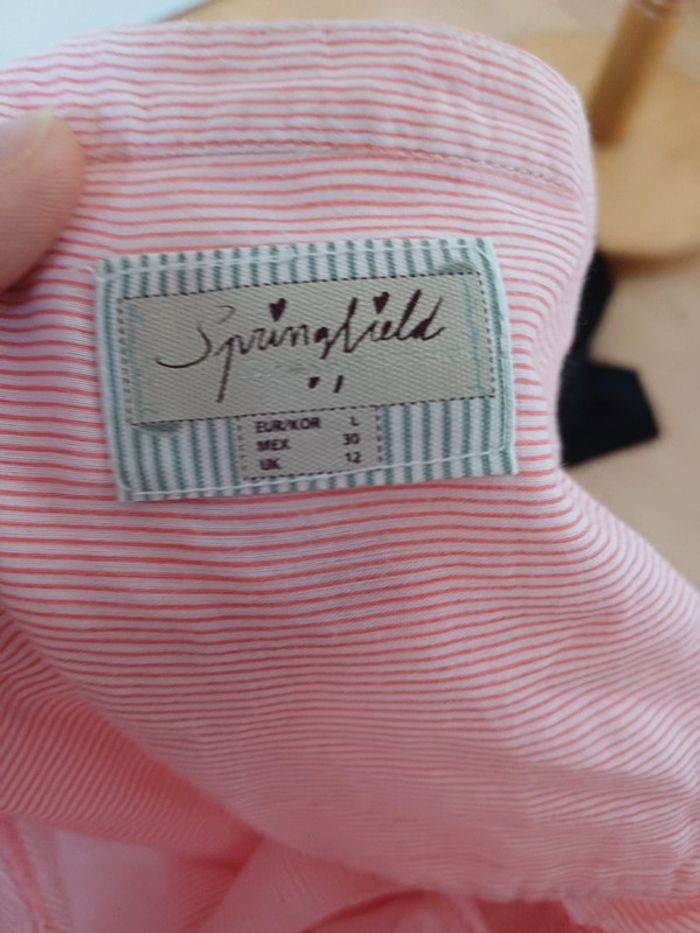 Springfield
EUR/KOR L
MEX 30
UK 12